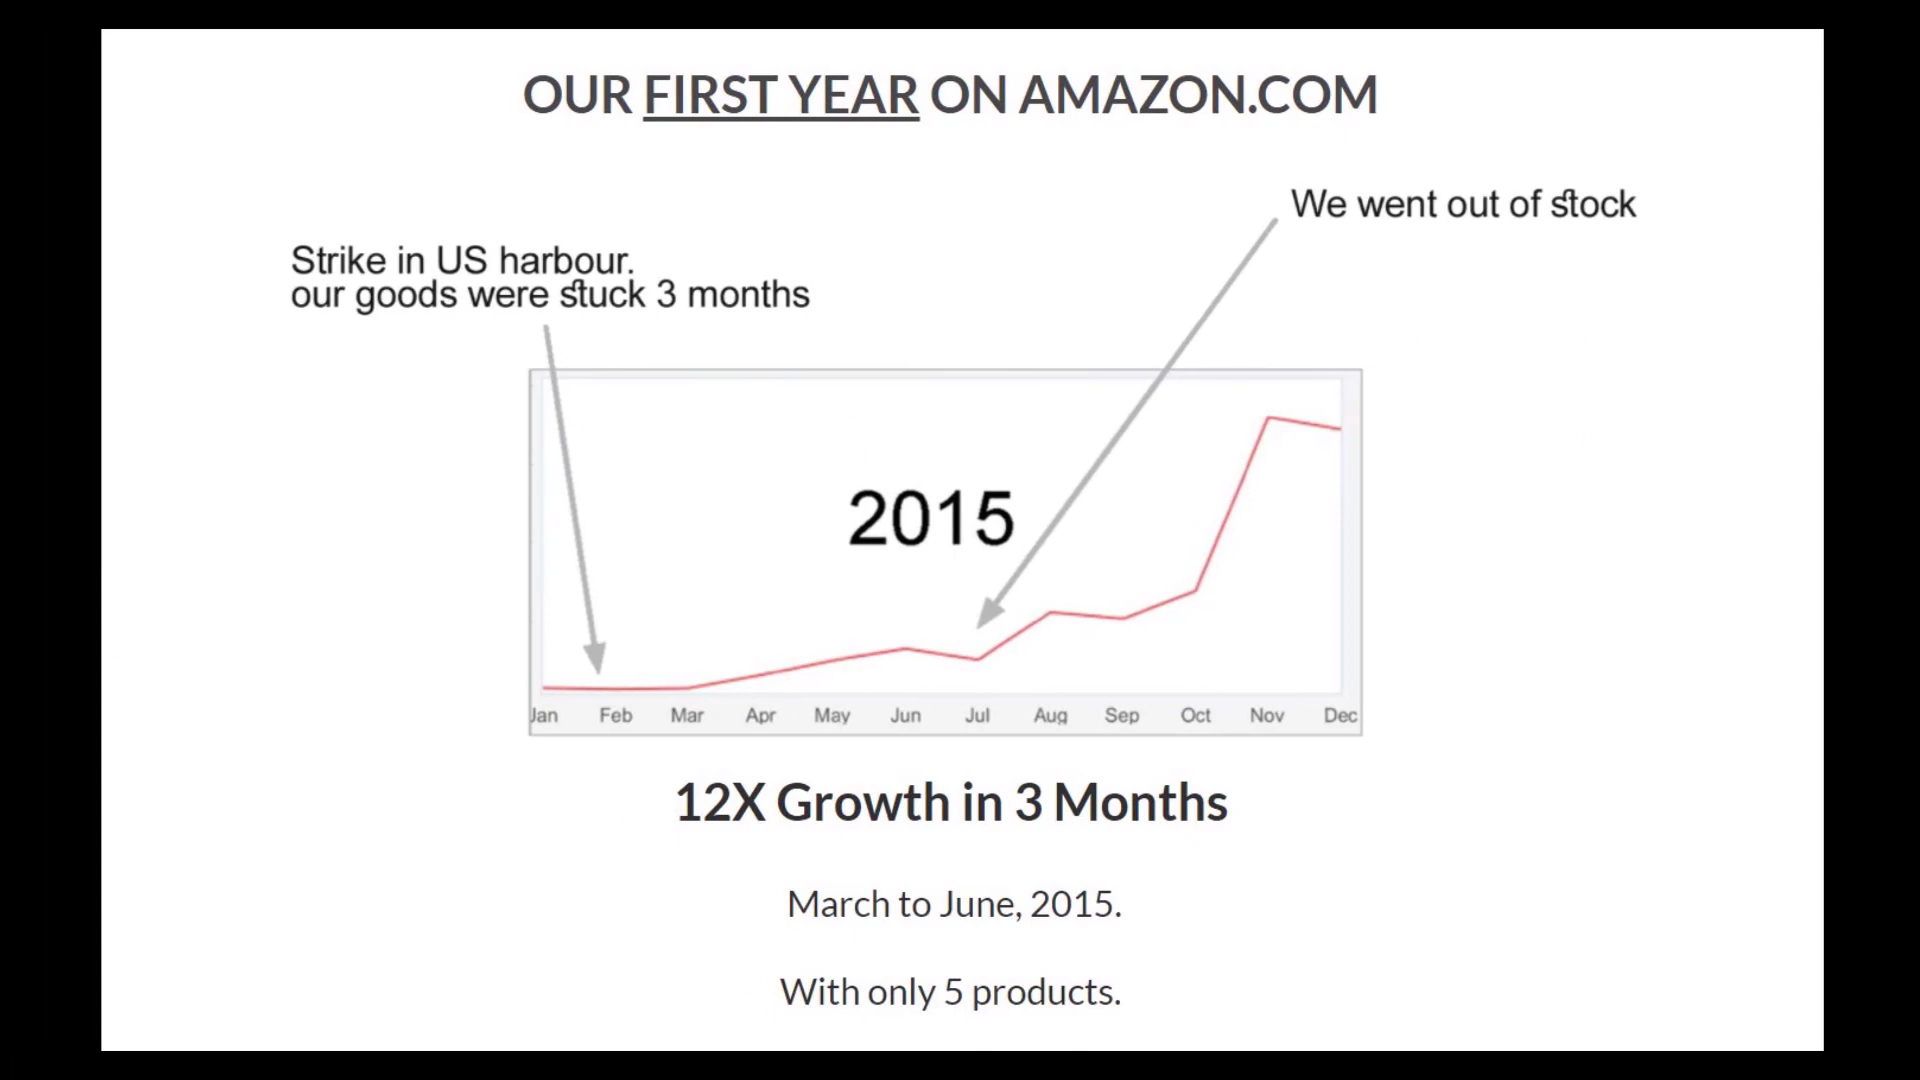 OUR FIRST YEAR ON AMAZON.COM
We went out of stock
Strike in US harbour.
our goods were stuck 3 months
2015
Jan Feb Mar Apr May Jun Jul Aug Sep Oct Nov Dec
12X Growth in 3 Months
March to June, 2015.
With only 5 products.